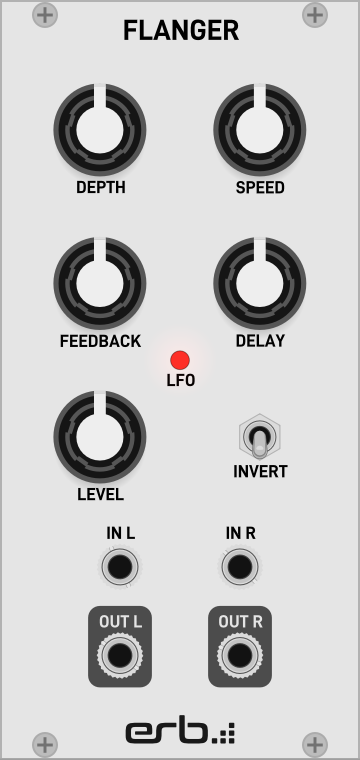 FLANGER
DEPTH SPEED
FEEDBACK DELAY
LFO
LEVEL INVERT
IN L IN R
OUT L OUT R
erb